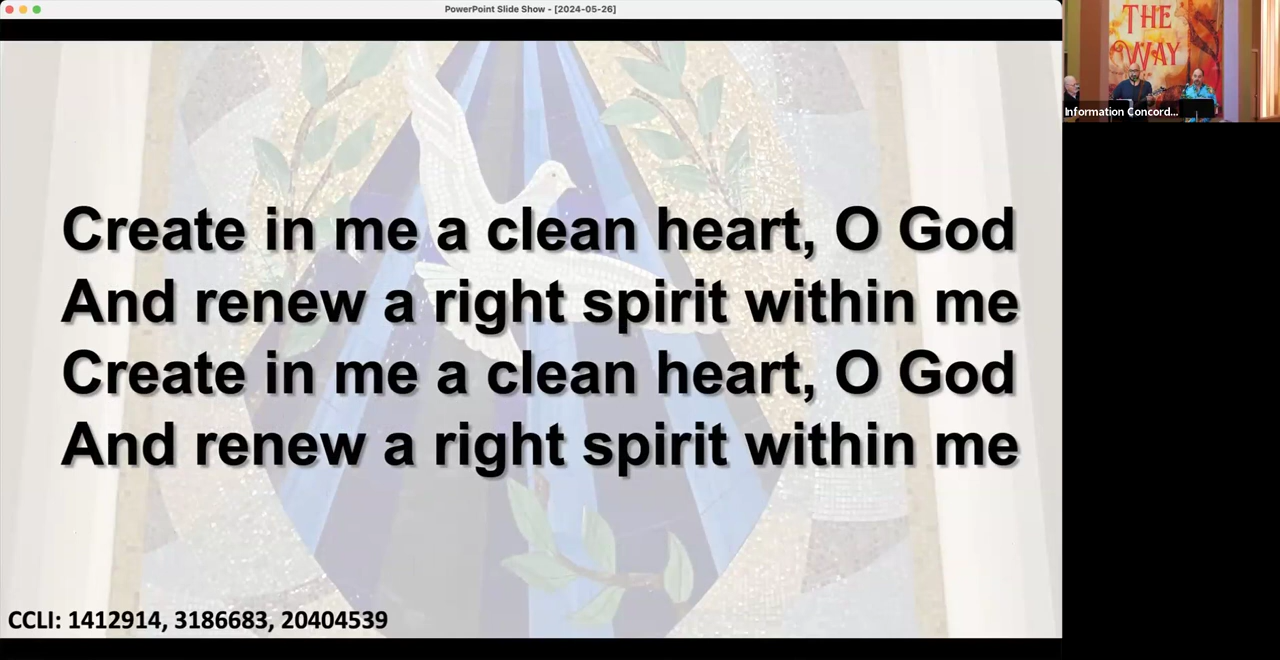 PowerPoint Slide Show - [2024-05-26]
THE
WAY
Information Concord...
Create in me a clean heart, O God
And renew a right spirit within me
Create in me a clean heart, O God
And renew a right spirit within me
CCLI: 1412914, 3186683, 20404539